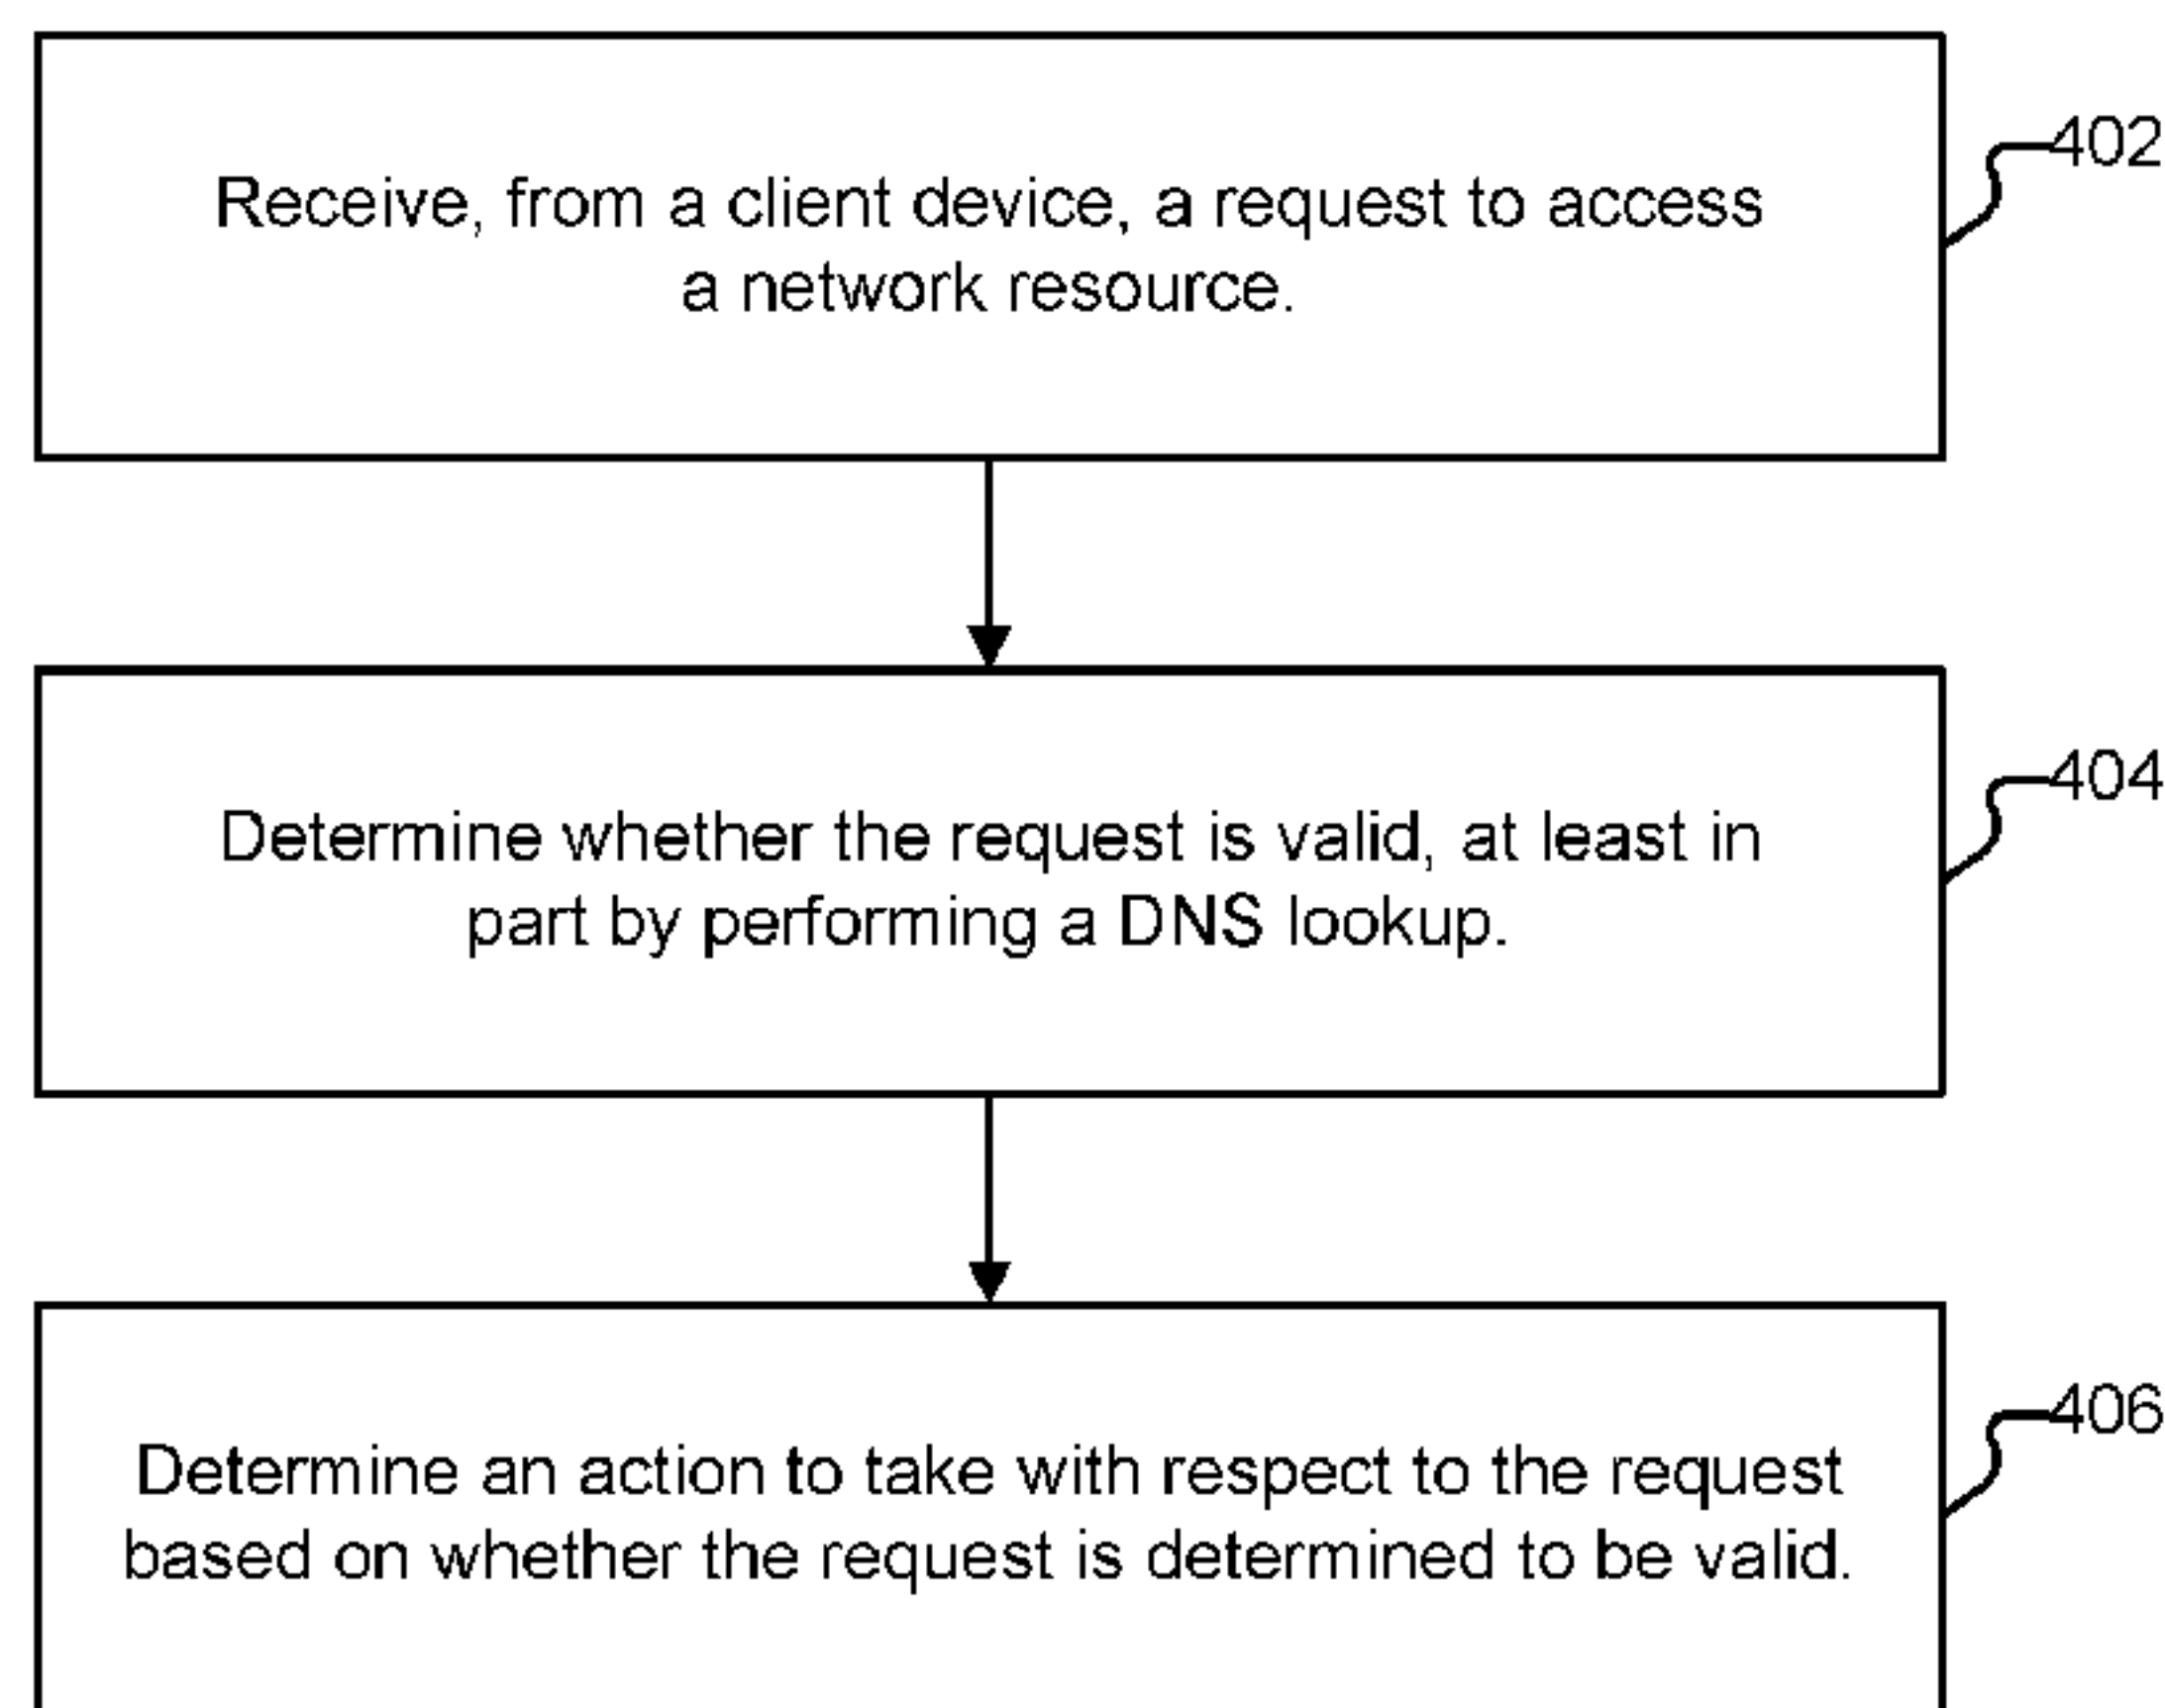 402
Receive, from a client device, a request to access
a network resource.
404
Determine whether the request is valid, at least in
part by performing a DNS lookup.
406
Determine an action to take with respect to the request
based on whether the request is determined to be valid.